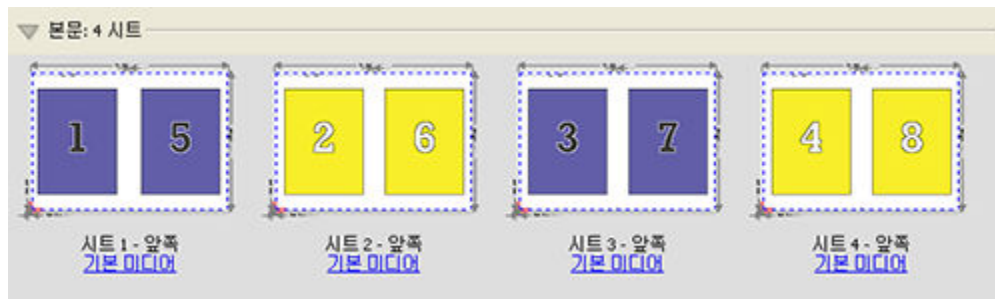 본문: 4 시트
1 5 2 6 3 7 4 8
시트 1 - 앞쪽 시트 2 - 앞쪽 시트 3 - 앞쪽 시트 4 - 앞쪽
기본 미디어 기본 미디어 기본 미디어 기본 미디어